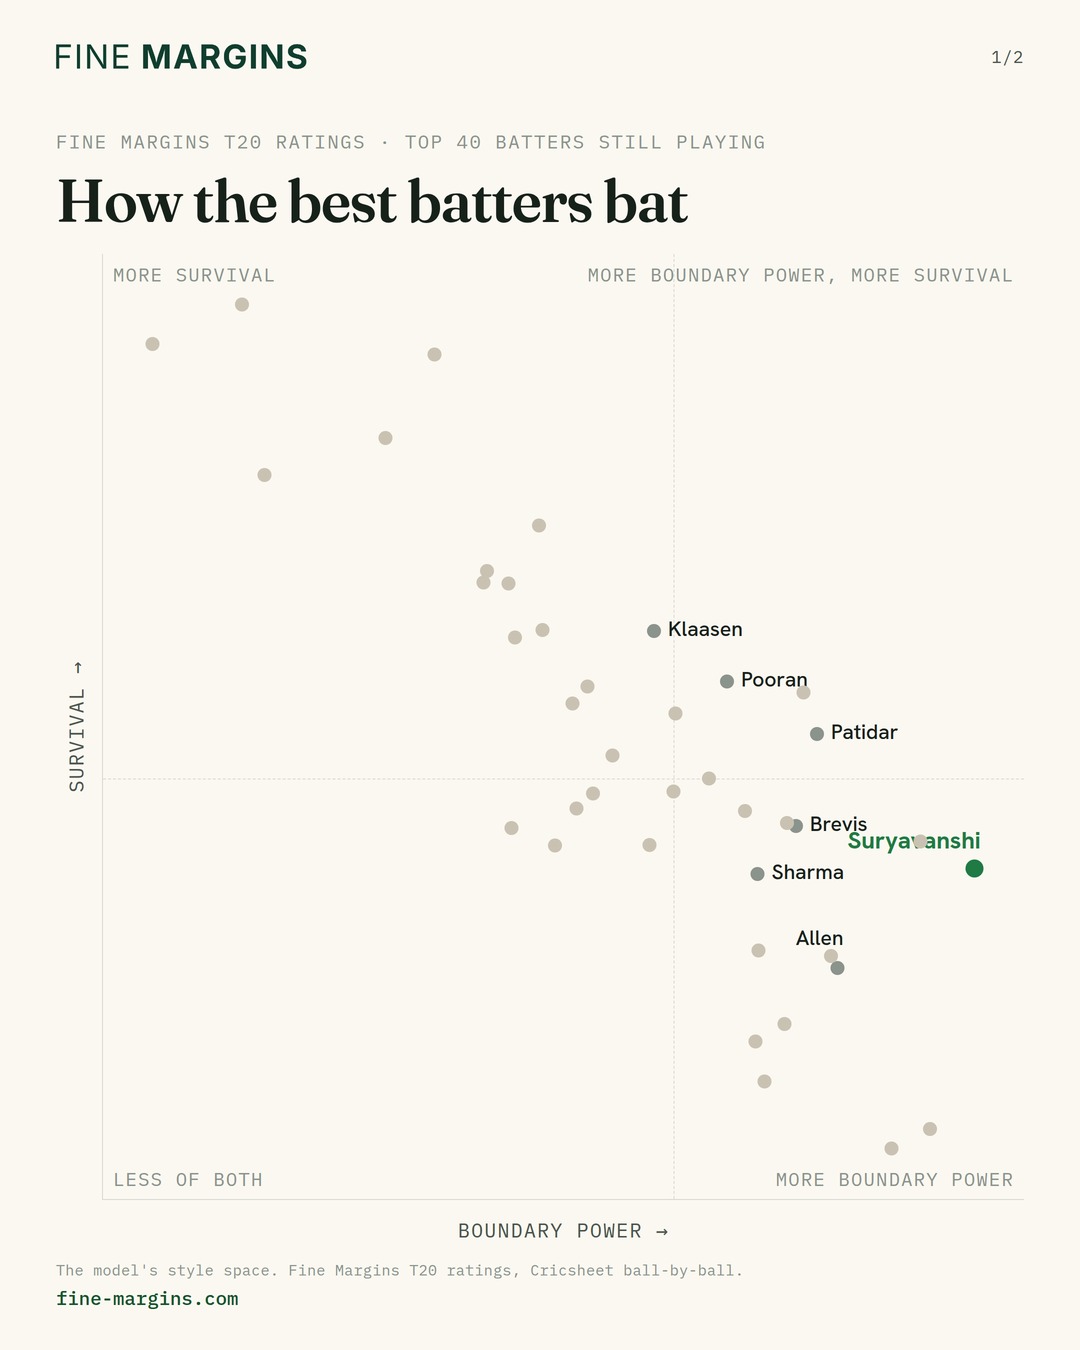 FINE MARGINS
1/2
FINE MARGINS T20 RATINGS · TOP 40 BATTERS STILL PLAYING
How the best batters bat
MORE SURVIVAL
MORE BOUNDARY POWER, MORE SURVIVAL
Klaasen
Pooran
Patidar
Brevis
Suryavanshi
Sharma
Allen
SURVIVAL →
LESS OF BOTH
MORE BOUNDARY POWER
BOUNDARY POWER →
The model's style space. Fine Margins T20 ratings, Cricsheet ball-by-ball.
fine-margins.com